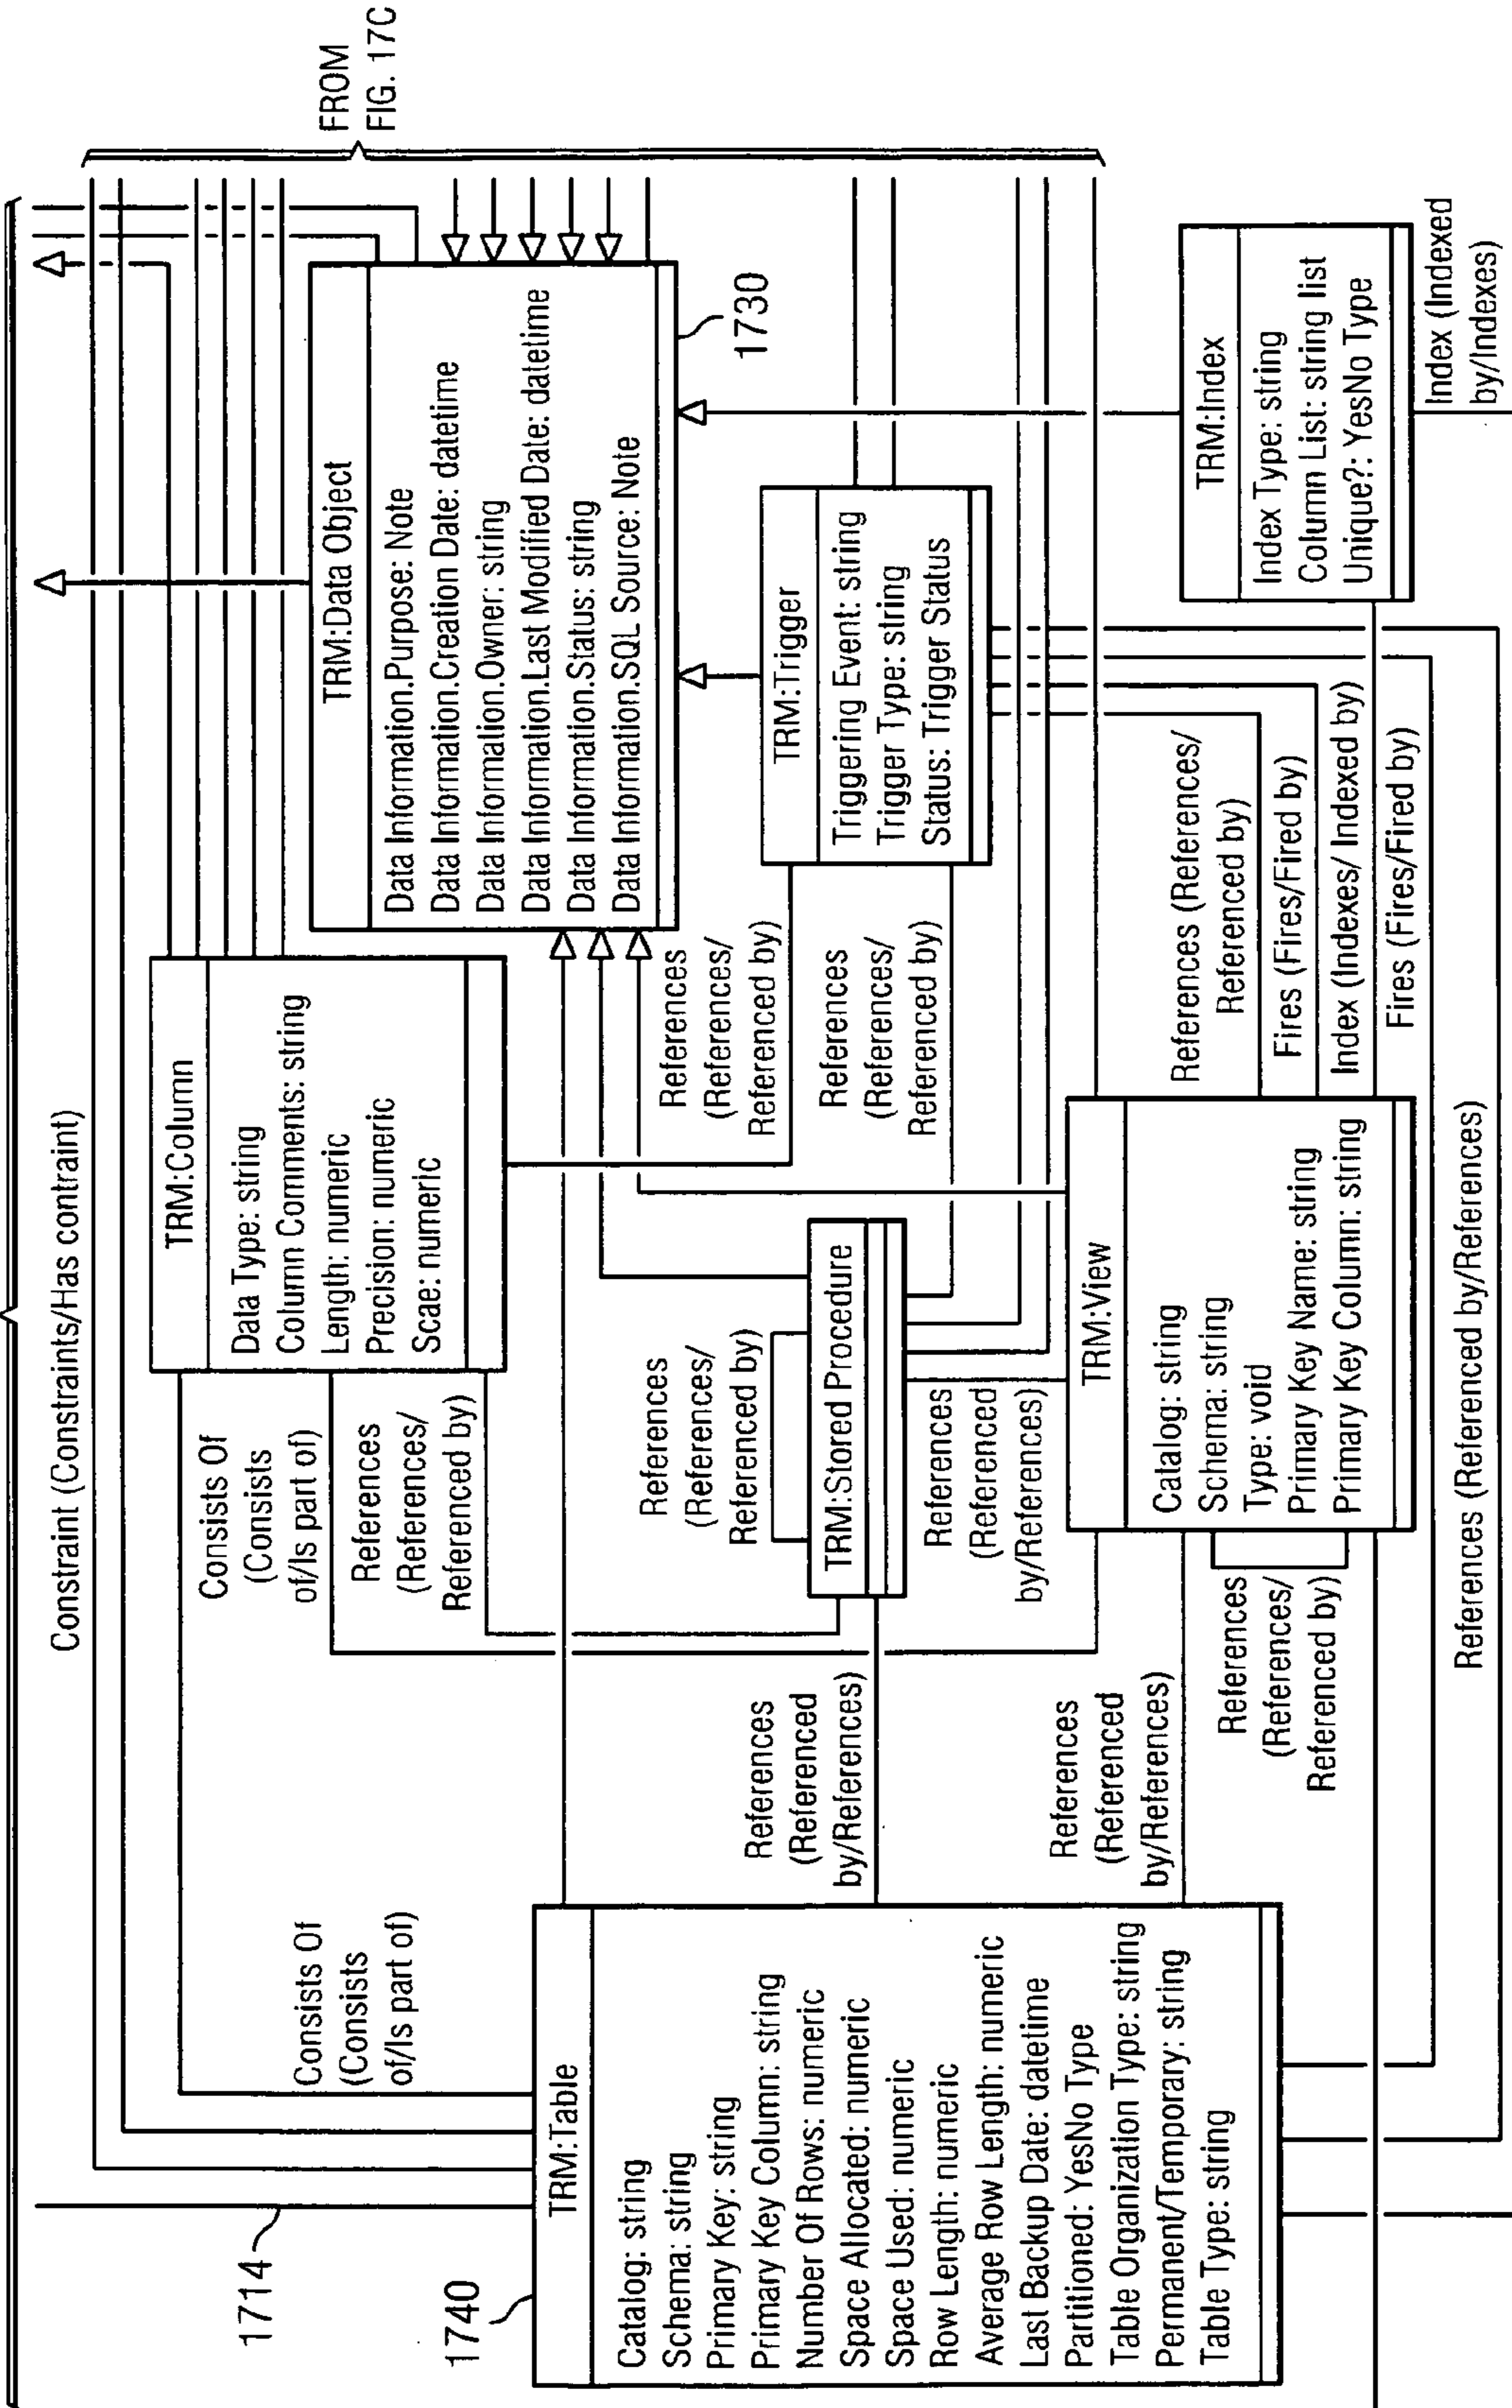 Constraint (Constraints/Has contraint)
FROM
FIG. 17C
1714
Consists Of
(Consists
of/Is part of)
TRM:Column
Data Type: string
Column Comments: string
Length: numeric
Precision: numeric
Scae: numeric
Consists Of
(Consists
of/Is part of)
References
(References/
Referenced by)
TRM:Data Object
Data Information.Purpose: Note
Data Information.Creation Date: datetime
Data Information.Owner: string
Data Information.Last Modified Date: datetime
Data Information.Status: string
Data Information.SQL Source: Note
1730
1740
TRM:Table
Catalog: string
Schema: string
Primary Key: string
Primary Key Column: string
Number Of Rows: numeric
Space Allocated: numeric
Space Used: numeric
Row Length: numeric
Average Row Length: numeric
Last Backup Date: datetime
Partitioned: YesNo Type
Table Organization Type: string
Permanent/Temporary: string
Table Type: string
References
(Referenced
by/References)
References
(References/
Referenced by)
TRM:Stored Procedure
References
(References/
Referenced by)
References
(References/
Referenced by)
TRM:Trigger
Triggering Event: string
Trigger Type: string
Status: Trigger Status
References
(Referenced
by/References)
References
(Referenced
by/References)
TRM:View
Catalog: string
Schema: string
Type: void
Primary Key Name: string
Primary Key Column: string
References
(References/
Referenced by)
References (References/
Referenced by)
Fires (Fires/Fired by)
Index (Indexes/ Indexed by)
Fires (Fires/Fired by)
TRM:Index
Index Type: string
Column List: string list
Unique?: YesNo Type
Index (Indexed
by/Indexes)
References (Referenced by/References)